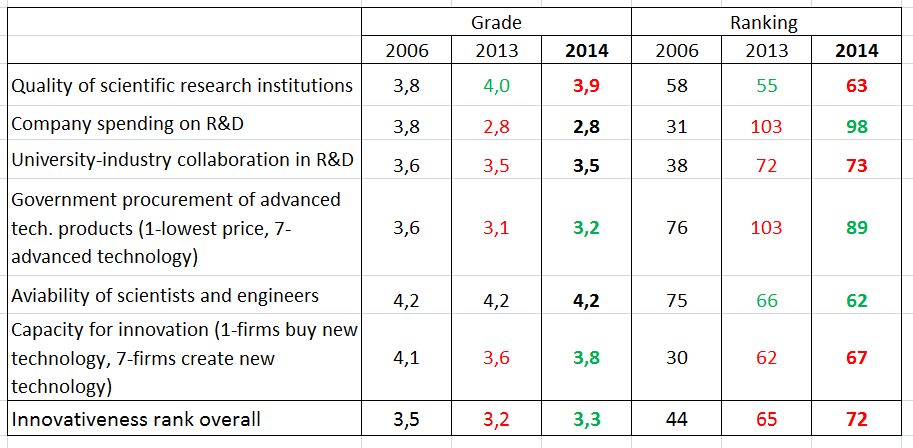 Grade Ranking
2006 2013 2014 2006 2013 2014
Quality of scientific research institutions 3,8 4,0 3,9 58 55 63
Company spending on R&D 3,8 2,8 2,8 31 103 98
University-industry collaboration in R&D 3,6 3,5 3,5 38 72 73
Government procurement of advanced
tech. products (1-lowest price, 7- 3,6 3,1 3,2 76 103 89
advanced technology)
Aviability of scientists and engineers 4,2 4,2 4,2 75 66 62
Capacity for innovation (1-firms buy new
technology, 7-firms create new 4,1 3,6 3,8 30 62 67
technology)
Innovativeness rank overall 3,5 3,2 3,3 44 65 72